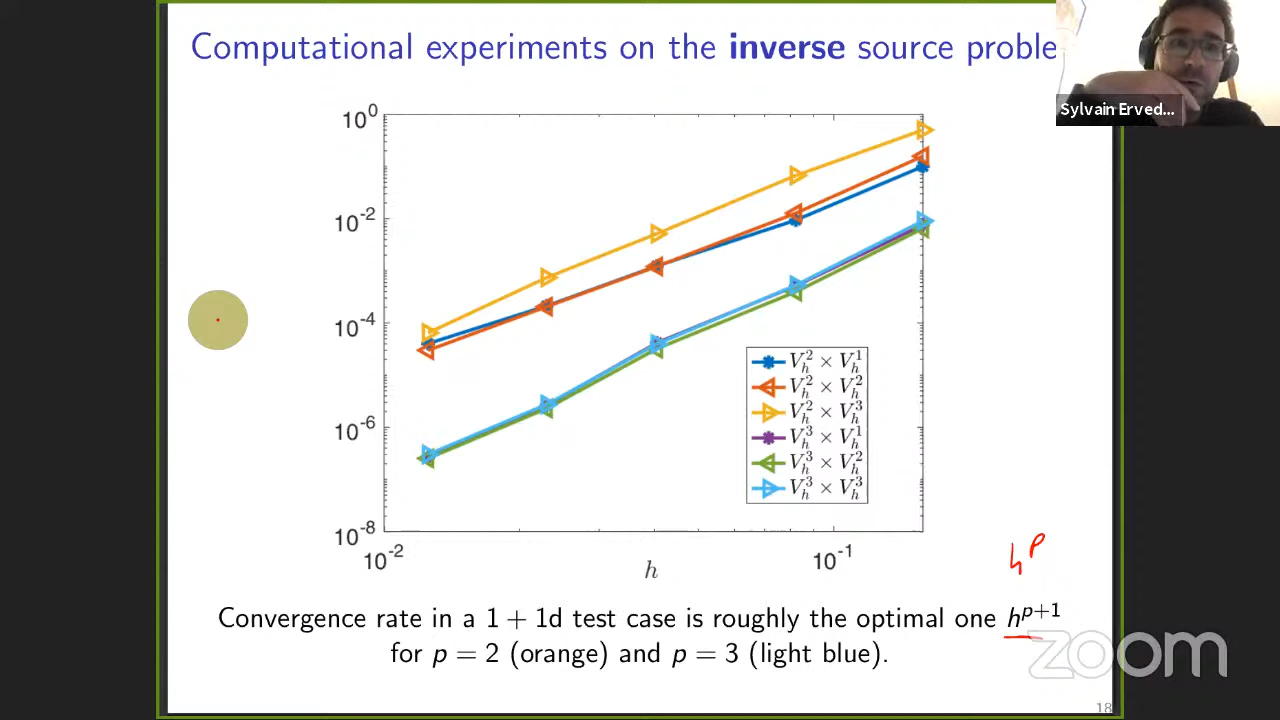 Computational experiments on the inverse source proble
Sylvain Erved...
10^0
10^-2
10^-4
10^-6
10^-8
10^-2
10^-1
h
V_h^2 × V_h^1
V_h^2 × V_h^2
V_h^2 × V_h^3
V_h^3 × V_h^1
V_h^3 × V_h^2
V_h^3 × V_h^3
h^p
Convergence rate in a 1 + 1d test case is roughly the optimal one h^{p+1}
for p = 2 (orange) and p = 3 (light blue).
zoom
18